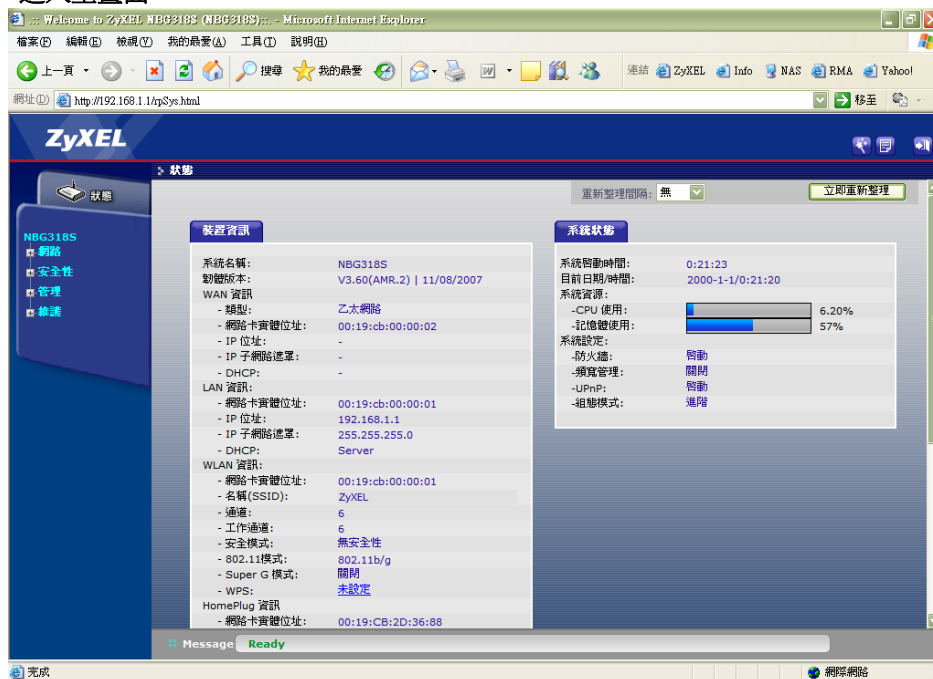 .:: Welcome to ZyXEL NBG318S (NBG318S)::. - Microsoft Internet Explorer
檔案(F) 編輯(E) 檢視(V) 我的最愛(A) 工具(T) 說明(H)
上一頁 搜尋 我的最愛 連結 ZyXEL Info NAS RMA Yahoo!
網址(D) http://192.168.1.1/rpSys.html 移至
ZyXEL
狀態
狀態
重新整理間隔: 無 立即重新整理
NBG318S
網路
安全性
管理
維護
裝置資訊
系統名稱: NBG318S
韌體版本: V3.60(AMR.2) | 11/08/2007
WAN 資訊
- 類型: 乙太網路
- 網路卡實體位址: 00:19:cb:00:00:02
- IP 位址: -
- IP 子網路遮罩: -
- DHCP: -
LAN 資訊:
- 網路卡實體位址: 00:19:cb:00:00:01
- IP 位址: 192.168.1.1
- IP 子網路遮罩: 255.255.255.0
- DHCP: Server
WLAN 資訊:
- 網路卡實體位址: 00:19:cb:00:00:01
- 名稱(SSID): ZyXEL
- 通道: 6
- 工作通道: 6
- 安全模式: 無安全性
- 802.11模式: 802.11b/g
- Super G 模式: 關閉
- WPS: 未設定
HomePlug 資訊
- 網路卡實體位址: 00:19:CB:2D:36:88
系統狀態
系統啟動時間: 0:21:23
目前日期/時間: 2000-1-1/0:21:20
系統資源:
-CPU 使用: 6.20%
-記憶體使用: 57%
系統設定:
-防火牆: 啟動
-頻寬管理: 關閉
-UPnP: 啟動
-組態模式: 進階
Message Ready
完成 網際網路